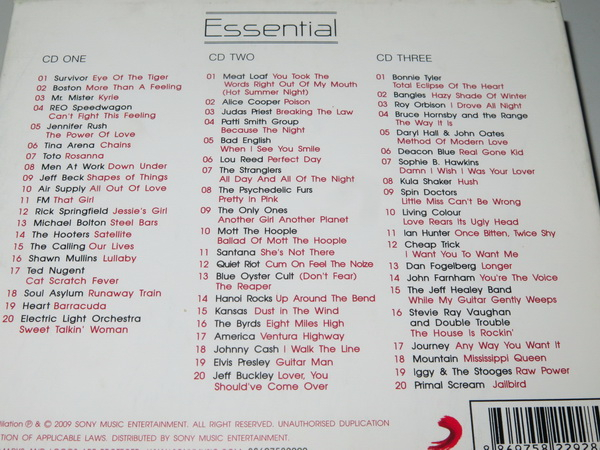 Essential
CD ONE
01 Survivor Eye Of The Tiger
02 Boston More Than A Feeling
03 Mr. Mister Kyrie
04 REO Speedwagon
Can't Fight This Feeling
05 Jennifer Rush
The Power Of Love
06 Tina Arena Chains
07 Toto Rosanna
08 Men At Work Down Under
09 Jeff Beck Shapes of Things
10 Air Supply All Out Of Love
11 FM That Girl
12 Rick Springfield Jessie's Girl
13 Michael Bolton Steel Bars
14 The Hooters Satellite
15 The Calling Our Lives
16 Shawn Mullins Lullaby
17 Ted Nugent
Cat Scratch Fever
18 Soul Asylum Runaway Train
19 Heart Barracuda
20 Electric Light Orchestra
Sweet Talkin' Woman
CD TWO
01 Meat Loaf You Took The
Words Right Out Of My Mouth
(Hot Summer Night)
02 Alice Cooper Poison
03 Judas Priest Breaking The Law
04 Patti Smith Group
Because The Night
05 Bad English
When I See You Smile
06 Lou Reed Perfect Day
07 The Stranglers
All Day And All Of The Night
08 The Psychedelic Furs
Pretty In Pink
09 The Only Ones
Another Girl Another Planet
10 Mott The Hoople
Ballad Of Mott The Hoople
11 Santana She's Not There
12 Quiet Riot Cum On Feel The Noize
13 Blue Oyster Cult (Don't Fear)
The Reaper
14 Hanoi Rocks Up Around The Bend
15 Kansas Dust in The Wind
16 The Byrds Eight Miles High
17 America Ventura Highway
18 Johnny Cash I Walk The Line
19 Elvis Presley Guitar Man
20 Jeff Buckley Lover, You
Should've Come Over
CD THREE
01 Bonnie Tyler
Total Eclipse Of The Heart
02 Bangles Hazy Shade Of Winter
03 Roy Orbison I Drove All Night
04 Bruce Hornsby and the Range
The Way It Is
05 Daryl Hall & John Oates
Method Of Modern Love
06 Deacon Blue Real Gone Kid
07 Sophie B. Hawkins
Damn I Wish I Was Your Lover
08 Kula Shaker Hush
09 Spin Doctors
Little Miss Can't Be Wrong
10 Living Colour
Love Rears Its Ugly Head
11 Ian Hunter Once Bitten, Twice Shy
12 Cheap Trick
I Want You To Want Me
13 Dan Fogelberg Longer
14 John Farnham You're The Voice
15 The Jeff Healey Band
While My Guitar Gently Weeps
16 Stevie Ray Vaughan
and Double Trouble
The House Is Rockin'
17 Journey Any Way You Want It
18 Mountain Mississippi Queen
19 Iggy & The Stooges Raw Power
20 Primal Scream Jailbird
℗ & © 2009 SONY MUSIC ENTERTAINMENT. ALL RIGHT RESERVED. UNAUTHORISED DUPLICATION
OF APPLICABLE LAWS. DISTRIBUTED BY SONY MUSIC ENTERTAINMENT.
8 860758 22928